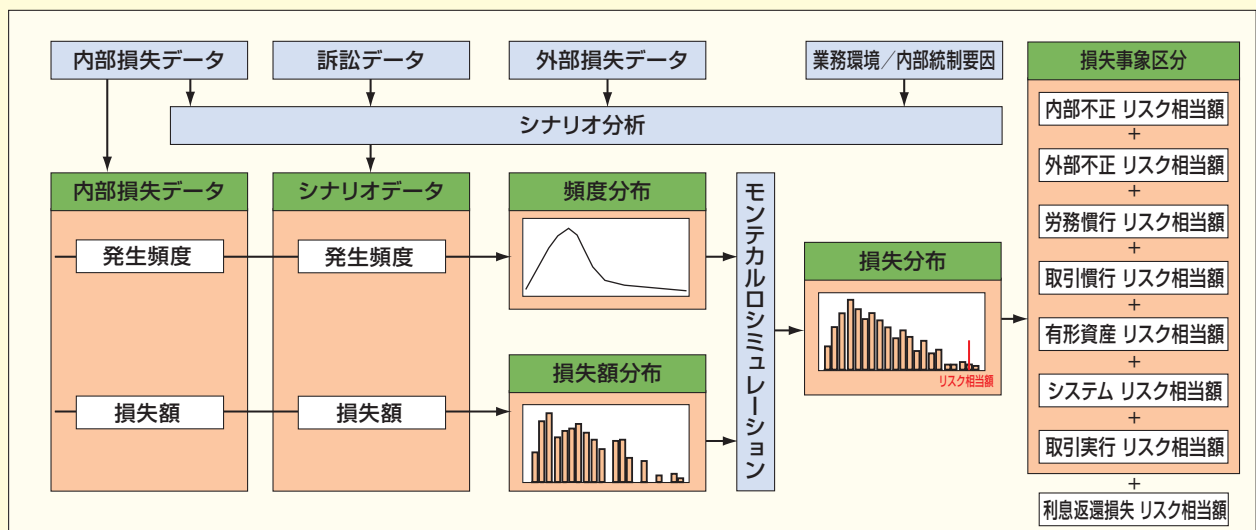 内部損失データ
訴訟データ
外部損失データ
業務環境／内部統制要因
シナリオ分析
内部損失データ
発生頻度
損失額
シナリオデータ
発生頻度
損失額
頻度分布
損失額分布
モンテカルロシミュレーション
損失分布
リスク相当額
損失事象区分
内部不正 リスク相当額
+
外部不正 リスク相当額
+
労務慣行 リスク相当額
+
取引慣行 リスク相当額
+
有形資産 リスク相当額
+
システム リスク相当額
+
取引実行 リスク相当額
+
利息返還損失 リスク相当額